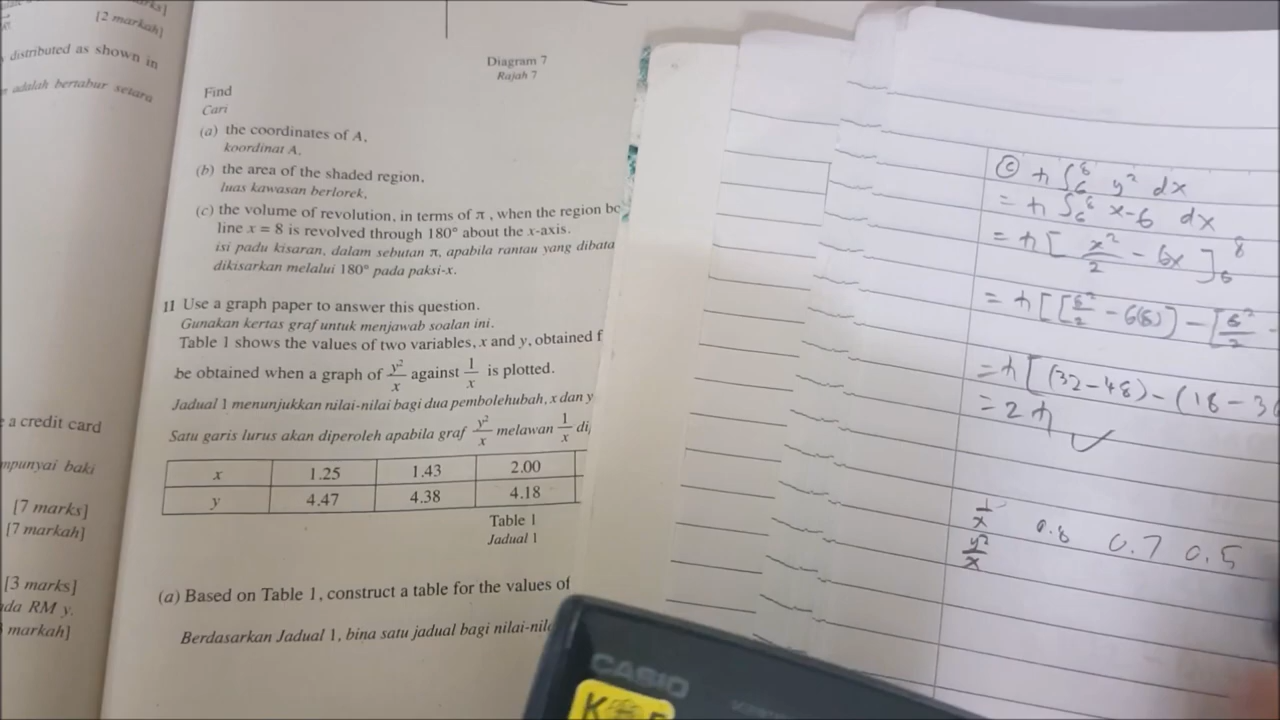 [2 markah]
distributed as shown in
adalah bertabur setara
e a credit card
mpunyai baki
[7 marks]
[7 markah]
[3 marks]
ada RM y.
markah]
Diagram 7
Rajah 7
Find
Cari
(a) the coordinates of A,
koordinat A,
(b) the area of the shaded region,
luas kawasan berlorek,
(c) the volume of revolution, in terms of π, when the region bo
line x = 8 is revolved through 180° about the x-axis.
isi padu kisaran, dalam sebutan π, apabila rantau yang dibata
dikisarkan melalui 180° pada paksi-x.
11 Use a graph paper to answer this question.
Gunakan kertas graf untuk menjawab soalan ini.
Table 1 shows the values of two variables, x and y, obtained f
be obtained when a graph of y²/x against 1/x is plotted.
Jadual 1 menunjukkan nilai-nilai bagi dua pembolehubah, x dan y
Satu garis lurus akan diperoleh apabila graf y²/x melawan 1/x di
x 1.25 1.43 2.00
y 4.47 4.38 4.18
Table 1
Jadual 1
(a) Based on Table 1, construct a table for the values of
Berdasarkan Jadual 1, bina satu jadual bagi nilai-nila
CASIO
(c) π ∫₆⁸ y² dx
= π ∫₆⁸ x-6 dx
= π [x²/2 - 6x]₆⁸
= π [[8²/2 - 6(8)] - [6²/2 -
= π [(32-48) - (18-36
= 2π ✓
1/x 0.8 0.7 0.5
y²/x